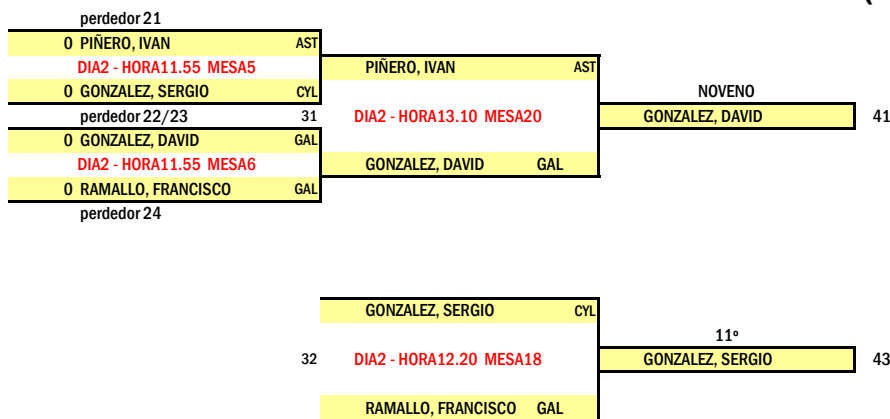 perdedor 21
0 PIÑERO, IVAN AST
DIA2 - HORA11.55 MESA5
PIÑERO, IVAN AST
0 GONZALEZ, SERGIO CYL
NOVENO
perdedor 22/23 31
DIA2 - HORA13.10 MESA20
GONZALEZ, DAVID 41
0 GONZALEZ, DAVID GAL
DIA2 - HORA11.55 MESA6
GONZALEZ, DAVID GAL
0 RAMALLO, FRANCISCO GAL
perdedor 24
GONZALEZ, SERGIO CYL
11º
32 DIA2 - HORA12.20 MESA18
GONZALEZ, SERGIO 43
RAMALLO, FRANCISCO GAL